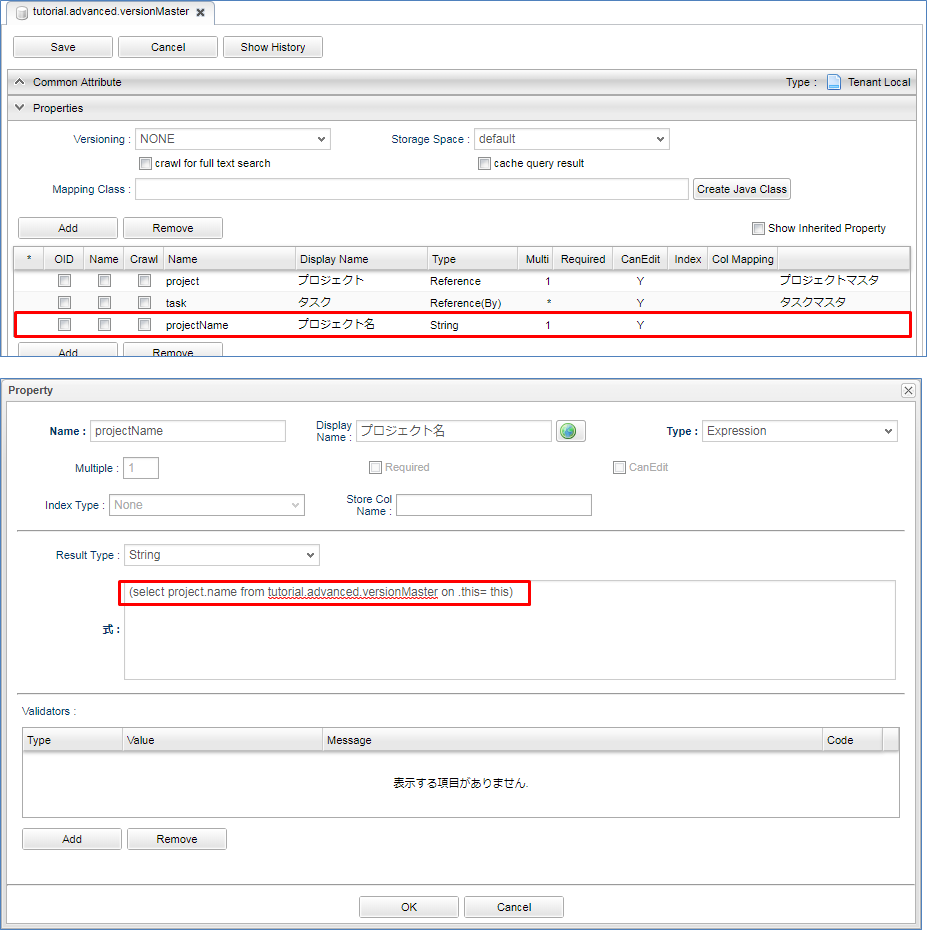 tutorial.advanced.versionMaster
Save Cancel Show History
Common Attribute Type : Tenant Local
Properties
Versioning : NONE Storage Space : default
crawl for full text search cache query result
Mapping Class : Create Java Class
Add Remove Show Inherited Property
* OID Name Crawl Name Display Name Type Multi Required CanEdit Index Col Mapping
project プロジェクト Reference 1 Y プロジェクトマスタ
task タスク Reference(By) * Y タスクマスタ
projectName プロジェクト名 String 1 Y
Add Remove
Property
Name : projectName Display Name : プロジェクト名 Type : Expression
Multiple : 1 Required CanEdit
Index Type : None Store Col Name :
Result Type : String
(select project.name from tutorial.advanced.versionMaster on .this= this)
式 :
Validators :
Type Value Message Code
表示する項目がありません.
Add Remove
OK Cancel